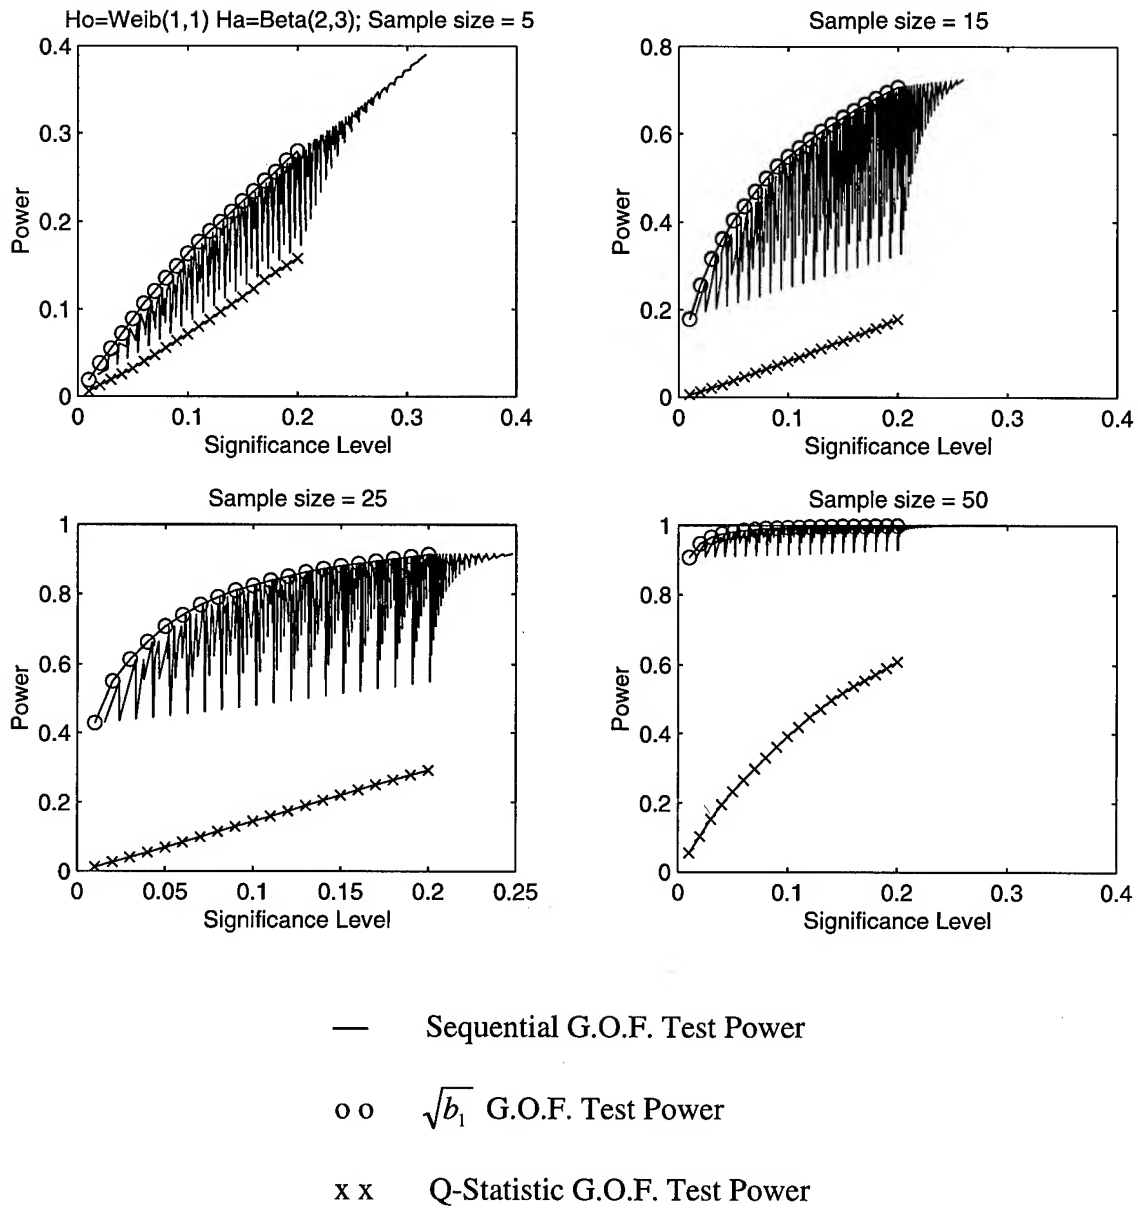 Ho=Weib(1,1) Ha=Beta(2,3); Sample size = 5
0.4
0.3
0.2
0.1
0
Power
0 0.1 0.2 0.3 0.4
Significance Level
Sample size = 15
0.8
0.6
0.4
0.2
0
Power
0 0.1 0.2 0.3 0.4
Significance Level
Sample size = 25
1
0.8
0.6
0.4
0.2
0
Power
0 0.05 0.1 0.15 0.2 0.25
Significance Level
Sample size = 50
1
0.8
0.6
0.4
0.2
0
Power
0 0.1 0.2 0.3 0.4
Significance Level
— Sequential G.O.F. Test Power
o o √b₁ G.O.F. Test Power
x x Q-Statistic G.O.F. Test Power